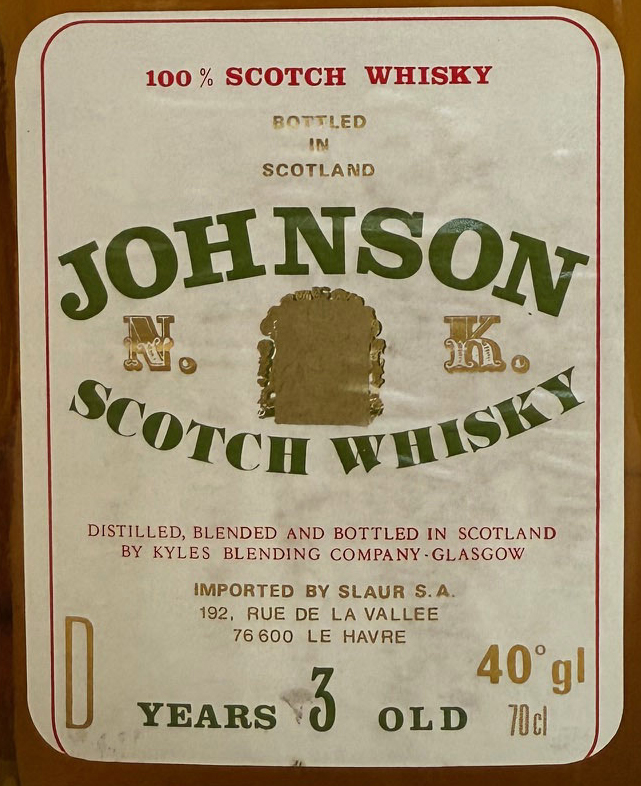 100 % SCOTCH WHISKY
BOTTLED
IN
SCOTLAND
JOHNSON
N. K.
SCOTCH WHISKY
DISTILLED, BLENDED AND BOTTLED IN SCOTLAND
BY KYLES BLENDING COMPANY-GLASGOW
IMPORTED BY SLAUR S.A.
192, RUE DE LA VALLEE
76600 LE HAVRE
D
40° gl
YEARS 3 OLD
70cl